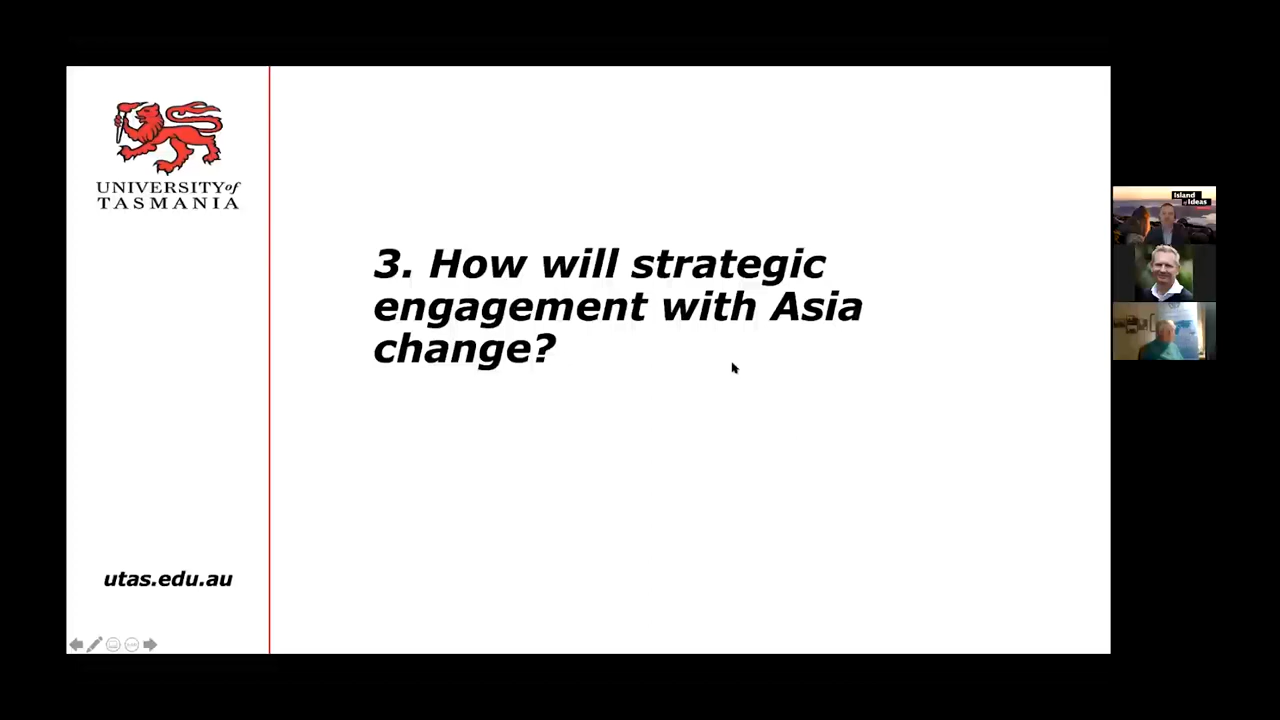 UNIVERSITY of
TASMANIA
3. How will strategic
engagement with Asia
change?
utas.edu.au
Island
of Ideas